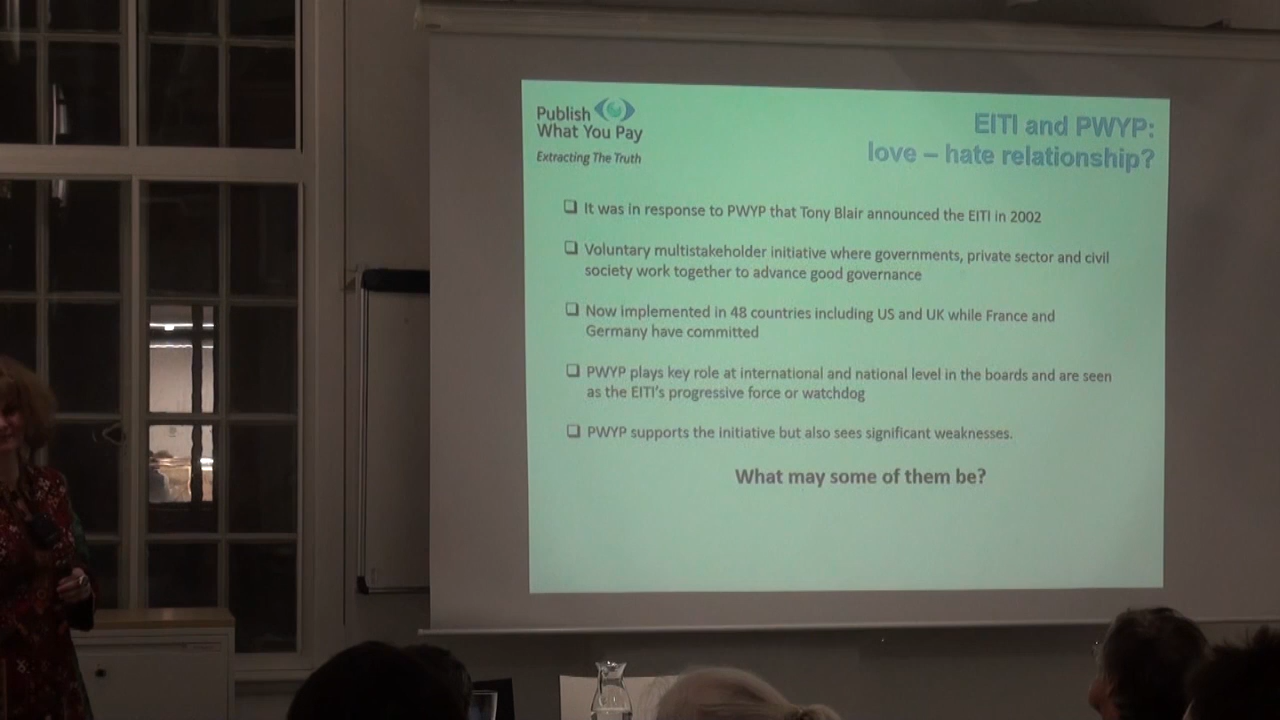 Publish
What You Pay
Extracting The Truth
EITI and PWYP:
love – hate relationship?
❑ It was in response to PWYP that Tony Blair announced the EITI in 2002
❑ Voluntary multistakeholder initiative where governments, private sector and civil
society work together to advance good governance
❑ Now implemented in 48 countries including US and UK while France and
Germany have committed
❑ PWYP plays key role at international and national level in the boards and are seen
as the EITI's progressive force or watchdog
❑ PWYP supports the initiative but also sees significant weaknesses.
What may some of them be?